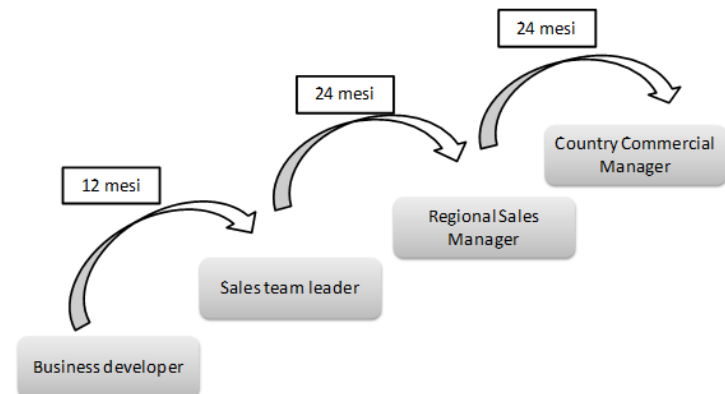 24 mesi
24 mesi
Country Commercial
Manager
12 mesi
Regional Sales
Manager
Sales team leader
Business developer